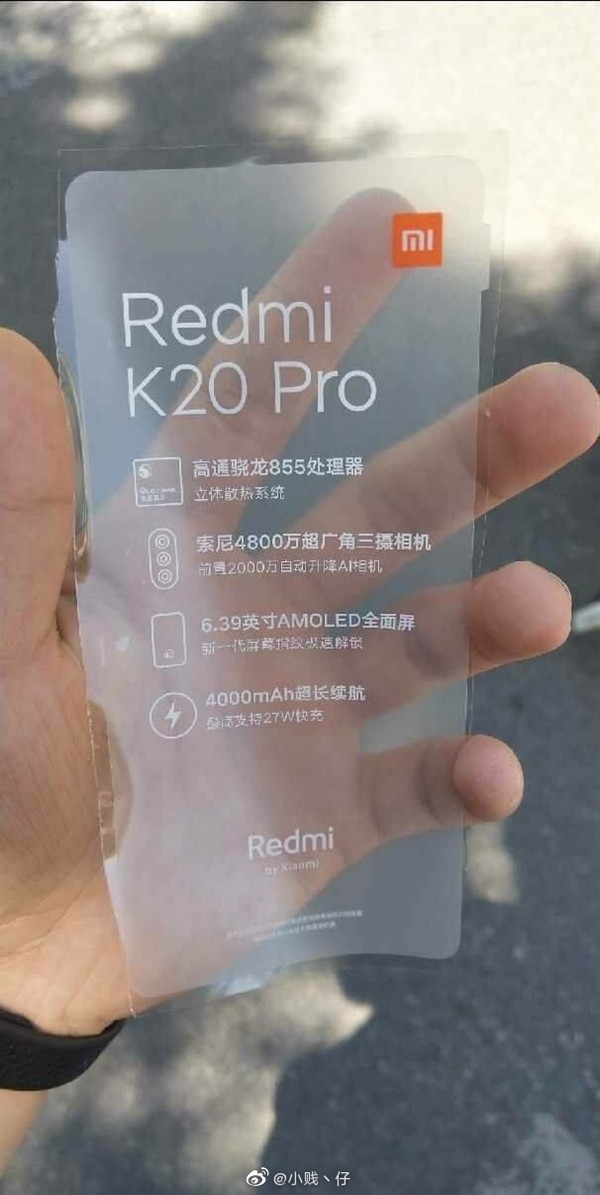 mi
Redmi
K20 Pro
高通骁龙855处理器
立体散热系统
索尼4800万超广角三摄相机
前置2000万自动升降AI相机
6.39英寸AMOLED全面屏
新一代屏幕指纹极速解锁
4000mAh超长续航
最高支持27W快充
Redmi
by Xiaomi
@小贱丶仔